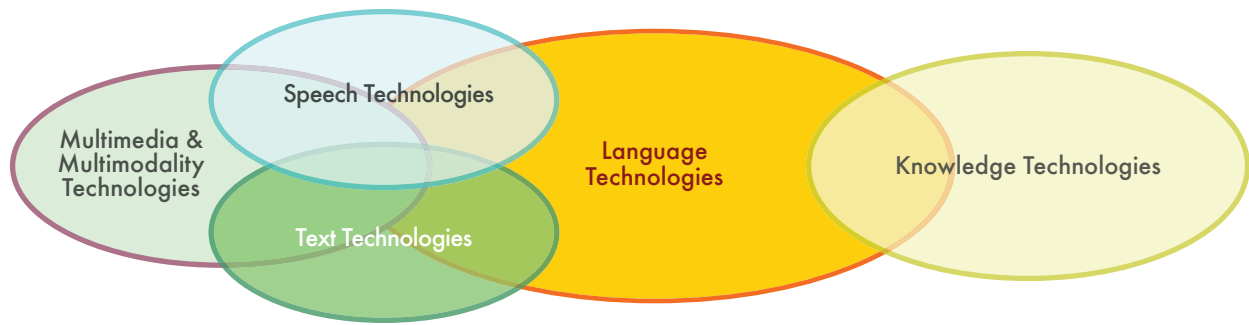 Speech Technologies
Multimedia &
Multimodality
Technologies
Language
Technologies
Knowledge Technologies
Text Technologies